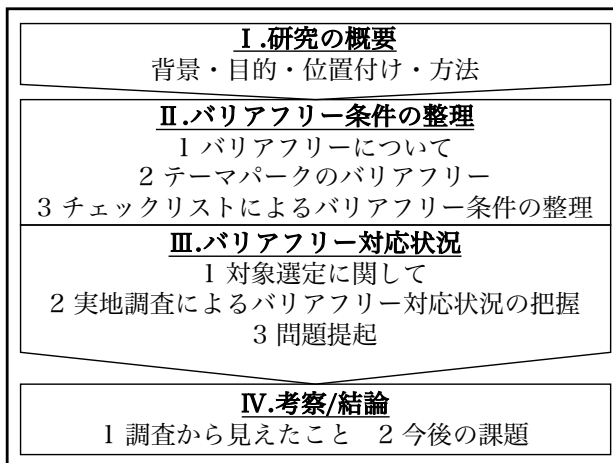 Ⅰ.研究の概要
背景・目的・位置付け・方法
Ⅱ.バリアフリー条件の整理
1 バリアフリーについて
2 テーマパークのバリアフリー
3 チェックリストによるバリアフリー条件の整理
Ⅲ.バリアフリー対応状況
1 対象選定に関して
2 実地調査によるバリアフリー対応状況の把握
3 問題提起
Ⅳ.考察/結論
1 調査から見えたこと　2 今後の課題